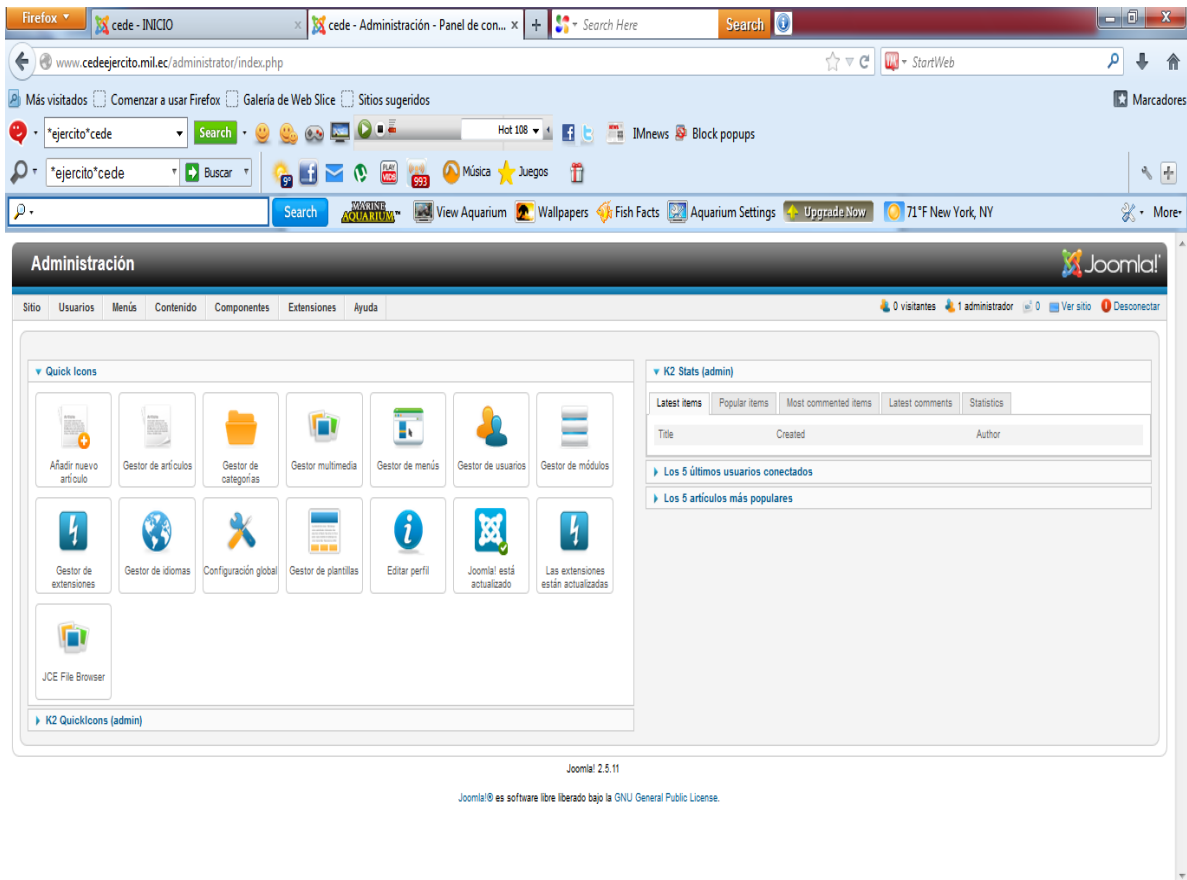 Firefox
cede - INICIO
cede - Administración - Panel de con...
Search Here
Search
www.cedeejercito.mil.ec/administrator/index.php
StartWeb
Más visitados
Comenzar a usar Firefox
Galería de Web Slice
Sitios sugeridos
Marcadores
*ejercito*cede
Search
Hot 108
IMnews
Block popups
*ejercito*cede
Buscar
9°
PLAY VIDS
993
Música
Juegos
Search
MARINE AQUARIUM
View Aquarium
Wallpapers
Fish Facts
Aquarium Settings
Upgrade Now
71°F New York, NY
More
Administración
Joomla!
Sitio
Usuarios
Menús
Contenido
Componentes
Extensiones
Ayuda
0 visitantes
1 administrador
0
Ver sitio
Desconectar
Quick Icons
Añadir nuevo
artículo
Gestor de artículos
Gestor de
categorías
Gestor multimedia
Gestor de menús
Gestor de usuarios
Gestor de módulos
Gestor de
extensiones
Gestor de idiomas
Configuración global
Gestor de plantillas
Editar perfil
Joomla! está
actualizado
Las extensiones
están actualizadas
JCE File Browser
K2 QuickIcons (admin)
K2 Stats (admin)
Latest items
Popular items
Most commented items
Latest comments
Statistics
Title
Created
Author
Los 5 últimos usuarios conectados
Los 5 artículos más populares
Joomla! 2.5.11
Joomla!® es software libre liberado bajo la GNU General Public License.